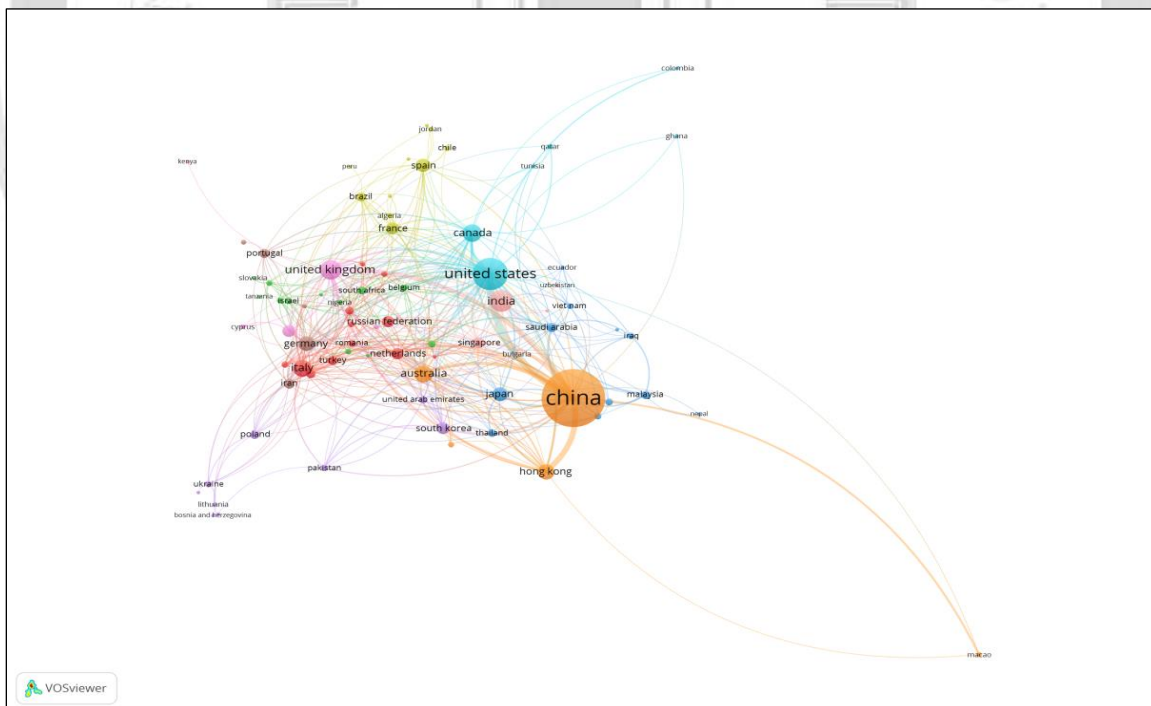 colombia
jordan
ghana
chile
qatar
kenya
peru
spain
tunisia
brazil
algeria
france
canada
portugal
united kingdom
united states
ecuador
slovakia
uzbekistan
south africa
belgium
tanzania
israel
nigeria
india
viet nam
cyprus
russian federation
saudi arabia
iraq
germany
romania
singapore
netherlands
bulgaria
turkey
italy
australia
iran
china
japan
malaysia
united arab emirates
nepal
south korea
thailand
poland
pakistan
hong kong
ukraine
lithuania
bosnia and herzegovina
macao
VOSviewer